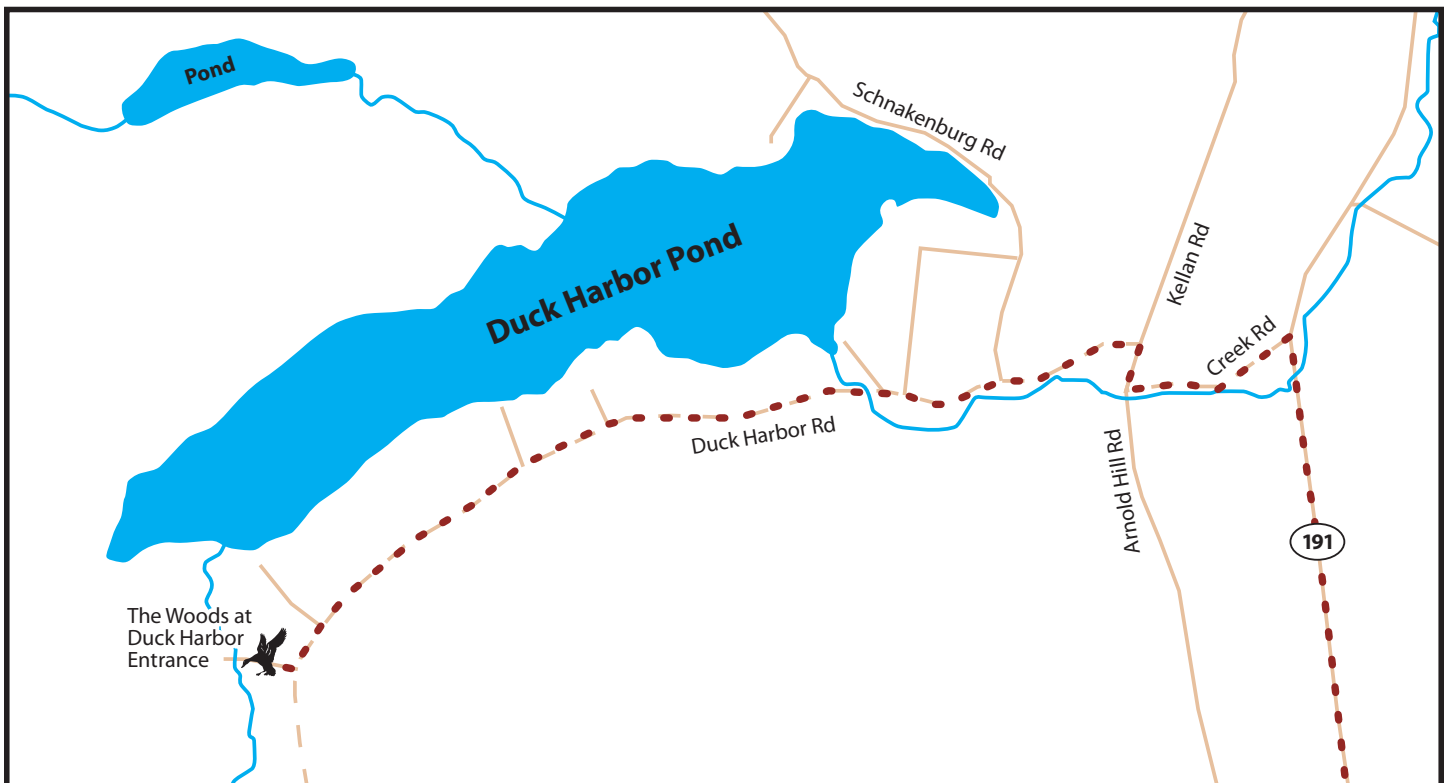 Pond
Schnakenburg Rd
Duck Harbor Pond
Kellan Rd
Creek Rd
Duck Harbor Rd
Arnold Hill Rd
191
The Woods at
Duck Harbor
Entrance